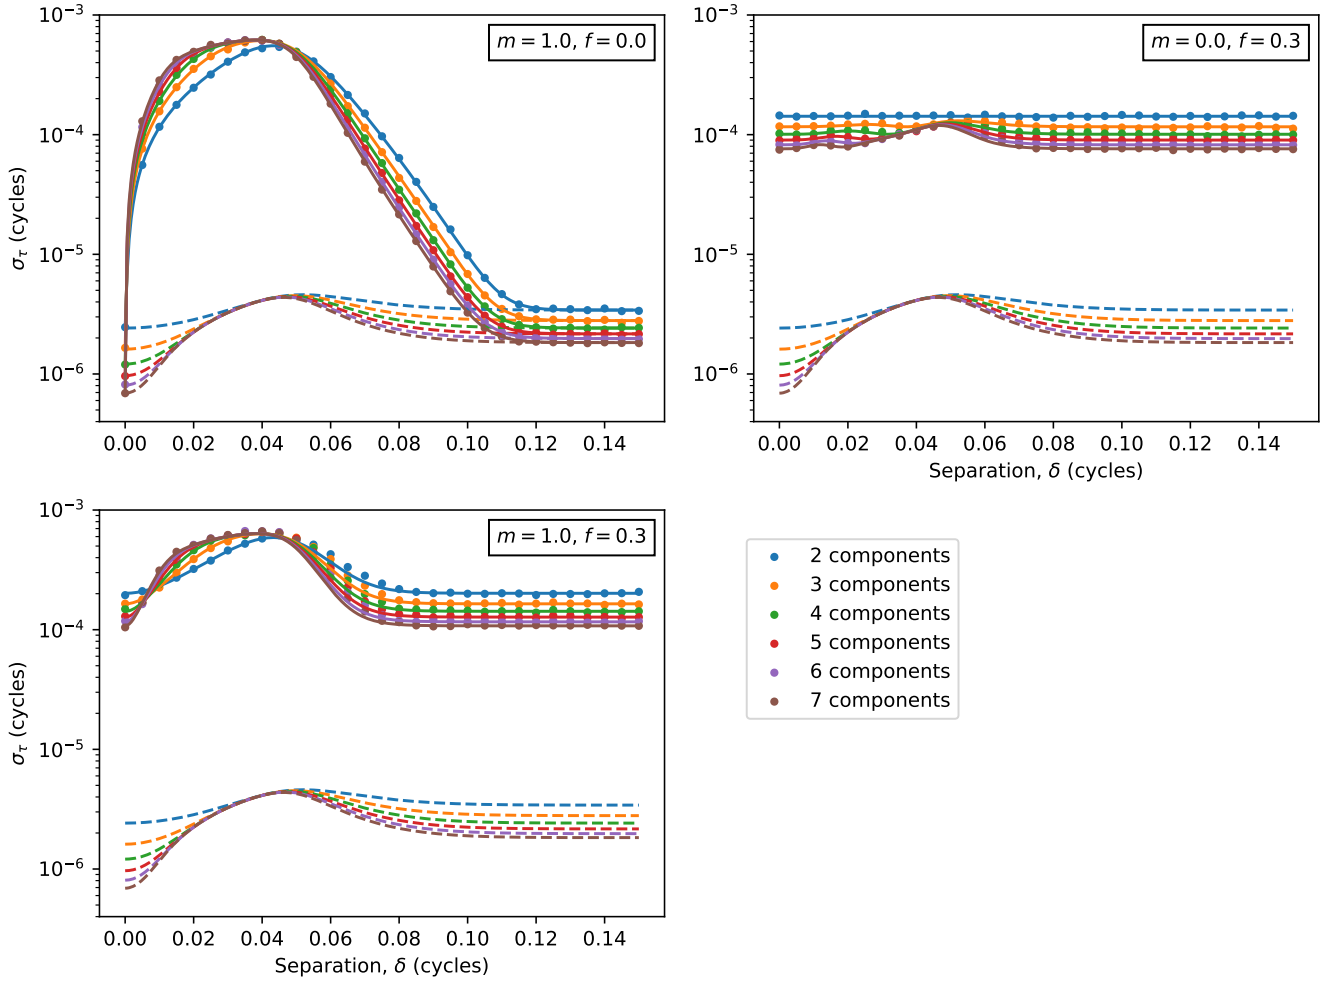 m = 1.0, f = 0.0
10⁻³
10⁻⁴
10⁻⁵
10⁻⁶
σ_τ (cycles)
0.00 0.02 0.04 0.06 0.08 0.10 0.12 0.14
m = 0.0, f = 0.3
10⁻³
10⁻⁴
10⁻⁵
10⁻⁶
0.00 0.02 0.04 0.06 0.08 0.10 0.12 0.14
Separation, δ (cycles)
m = 1.0, f = 0.3
10⁻³
10⁻⁴
10⁻⁵
10⁻⁶
σ_τ (cycles)
0.00 0.02 0.04 0.06 0.08 0.10 0.12 0.14
Separation, δ (cycles)
2 components
3 components
4 components
5 components
6 components
7 components